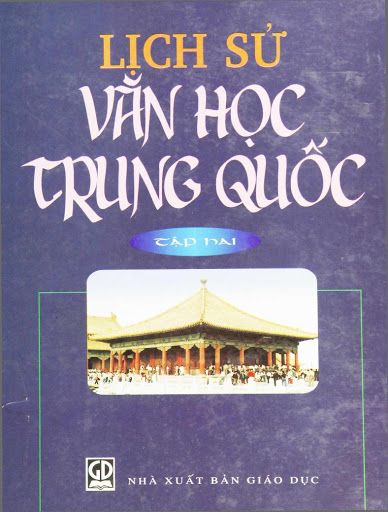 LỊCH SỬ
VĂN HỌC
TRUNG QUỐC
TẬP HAI
GD
NHÀ XUẤT BẢN GIÁO DỤC